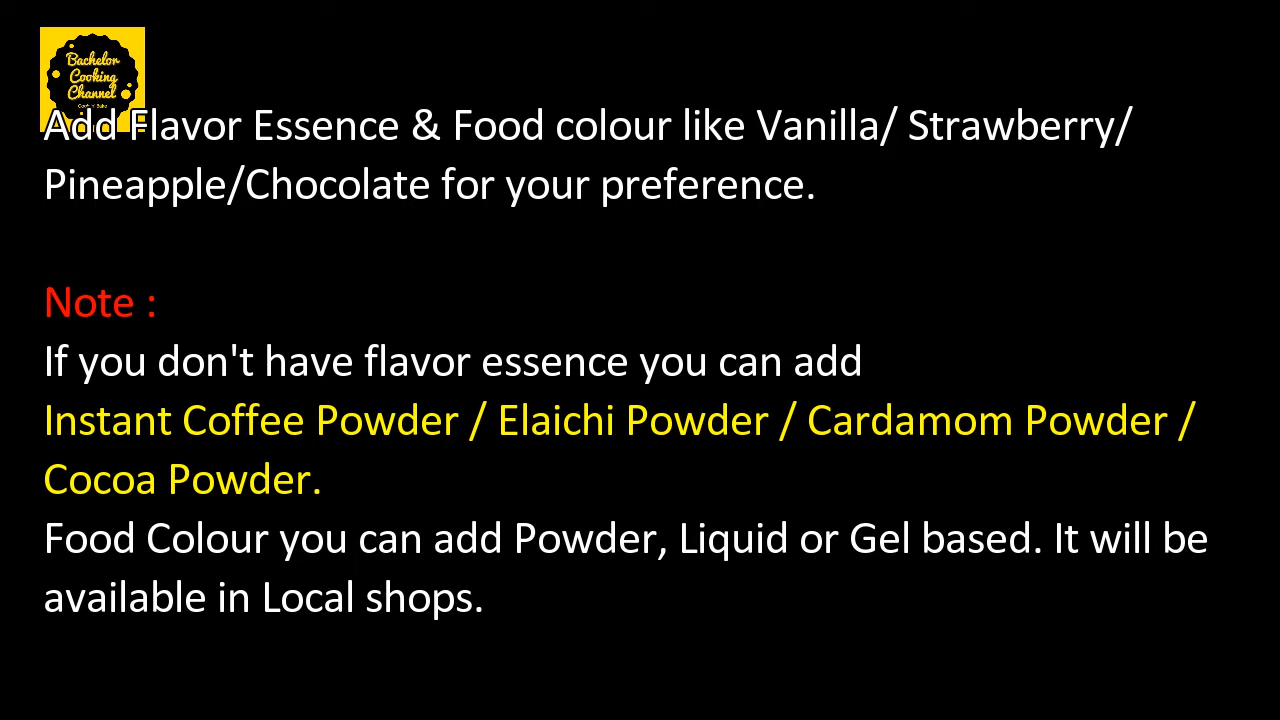 Bachelor
Cooking
Channel
Add Flavor Essence & Food colour like Vanilla/ Strawberry/
Pineapple/Chocolate for your preference.
Note :
If you don't have flavor essence you can add
Instant Coffee Powder / Elaichi Powder / Cardamom Powder /
Cocoa Powder.
Food Colour you can add Powder, Liquid or Gel based. It will be
available in Local shops.